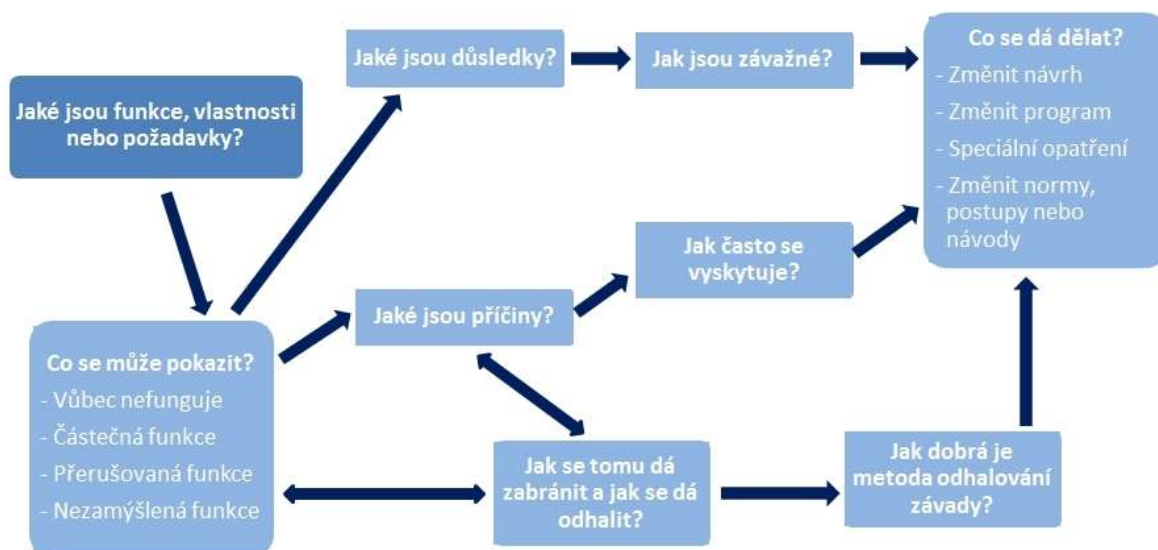 Jaké jsou funkce, vlastnosti
nebo požadavky?
Co se může pokazit?
- Vůbec nefunguje
- Částečná funkce
- Přerušovaná funkce
- Nezamýšlená funkce
Jaké jsou důsledky?
Jak jsou závažné?
Jaké jsou příčiny?
Jak často se
vyskytuje?
Jak se tomu dá
zabránit a jak se dá
odhalit?
Jak dobrá je
metoda odhalování
závady?
Co se dá dělat?
- Změnit návrh
- Změnit program
- Speciální opatření
- Změnit normy,
postupy nebo
návody